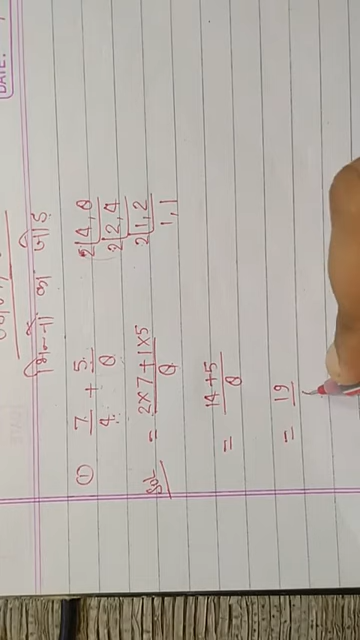 DATE:
भिन्नों का जोड़
① 7/4 + 5/8
2|4, 8
2|2, 4
2|1, 2
1, 1
Sol = (2×7+1×5)/8
= (14+5)/8
= 19/